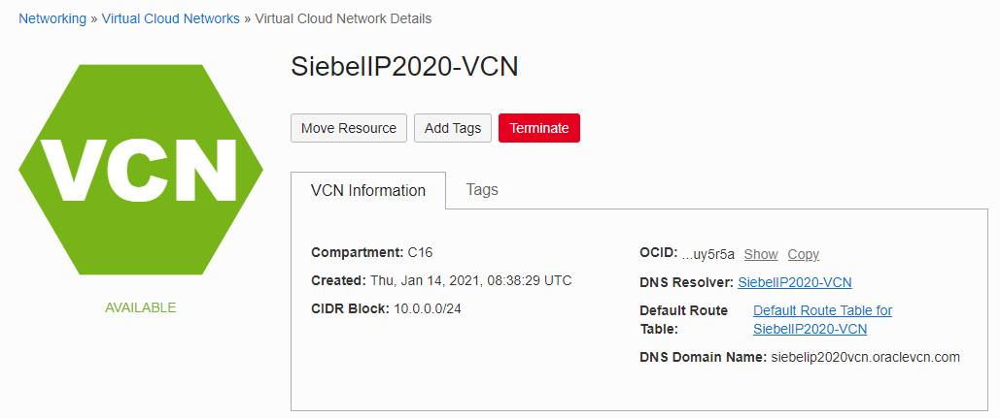 Networking » Virtual Cloud Networks » Virtual Cloud Network Details
VCN
AVAILABLE
SiebelIP2020-VCN
Move Resource Add Tags Terminate
VCN Information Tags
Compartment: C16
Created: Thu, Jan 14, 2021, 08:38:29 UTC
CIDR Block: 10.0.0.0/24
OCID: ...uy5r5a Show Copy
DNS Resolver: SiebelIP2020-VCN
Default Route Default Route Table for
Table: SiebelIP2020-VCN
DNS Domain Name: siebelip2020vcn.oraclevcn.com